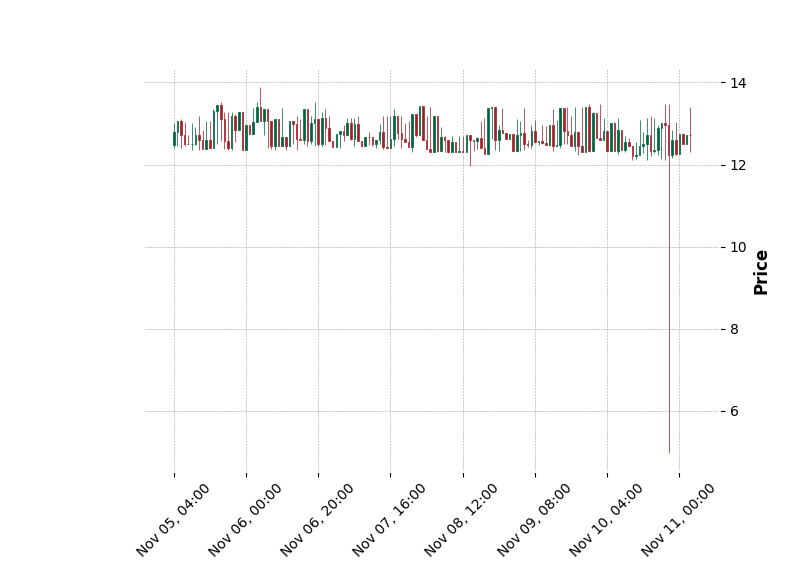 14
12
10
8
6
Price
Nov 05, 04:00
Nov 06, 00:00
Nov 06, 20:00
Nov 07, 16:00
Nov 08, 12:00
Nov 09, 08:00
Nov 10, 04:00
Nov 11, 00:00